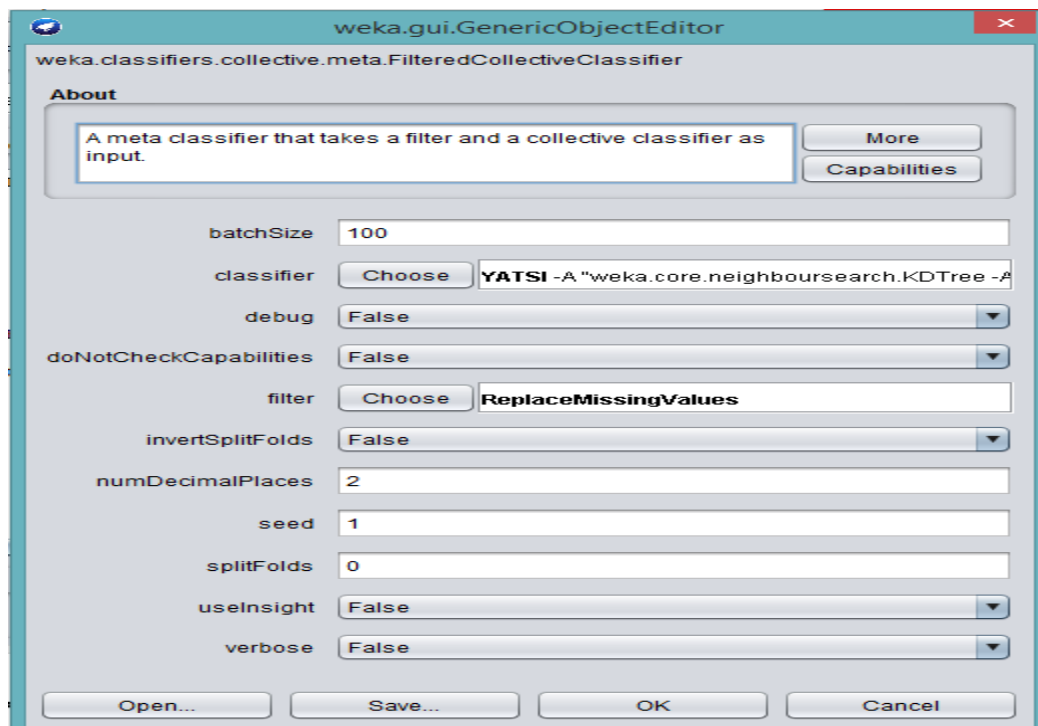 weka.gui.GenericObjectEditor
weka.classifiers.collective.meta.FilteredCollectiveClassifier
About
A meta classifier that takes a filter and a collective classifier as
input.
More
Capabilities
batchSize 100
classifier Choose YATSI -A "weka.core.neighboursearch.KDTree -A
debug False
doNotCheckCapabilities False
filter Choose ReplaceMissingValues
invertSplitFolds False
numDecimalPlaces 2
seed 1
splitFolds 0
useInsight False
verbose False
Open... Save... OK Cancel